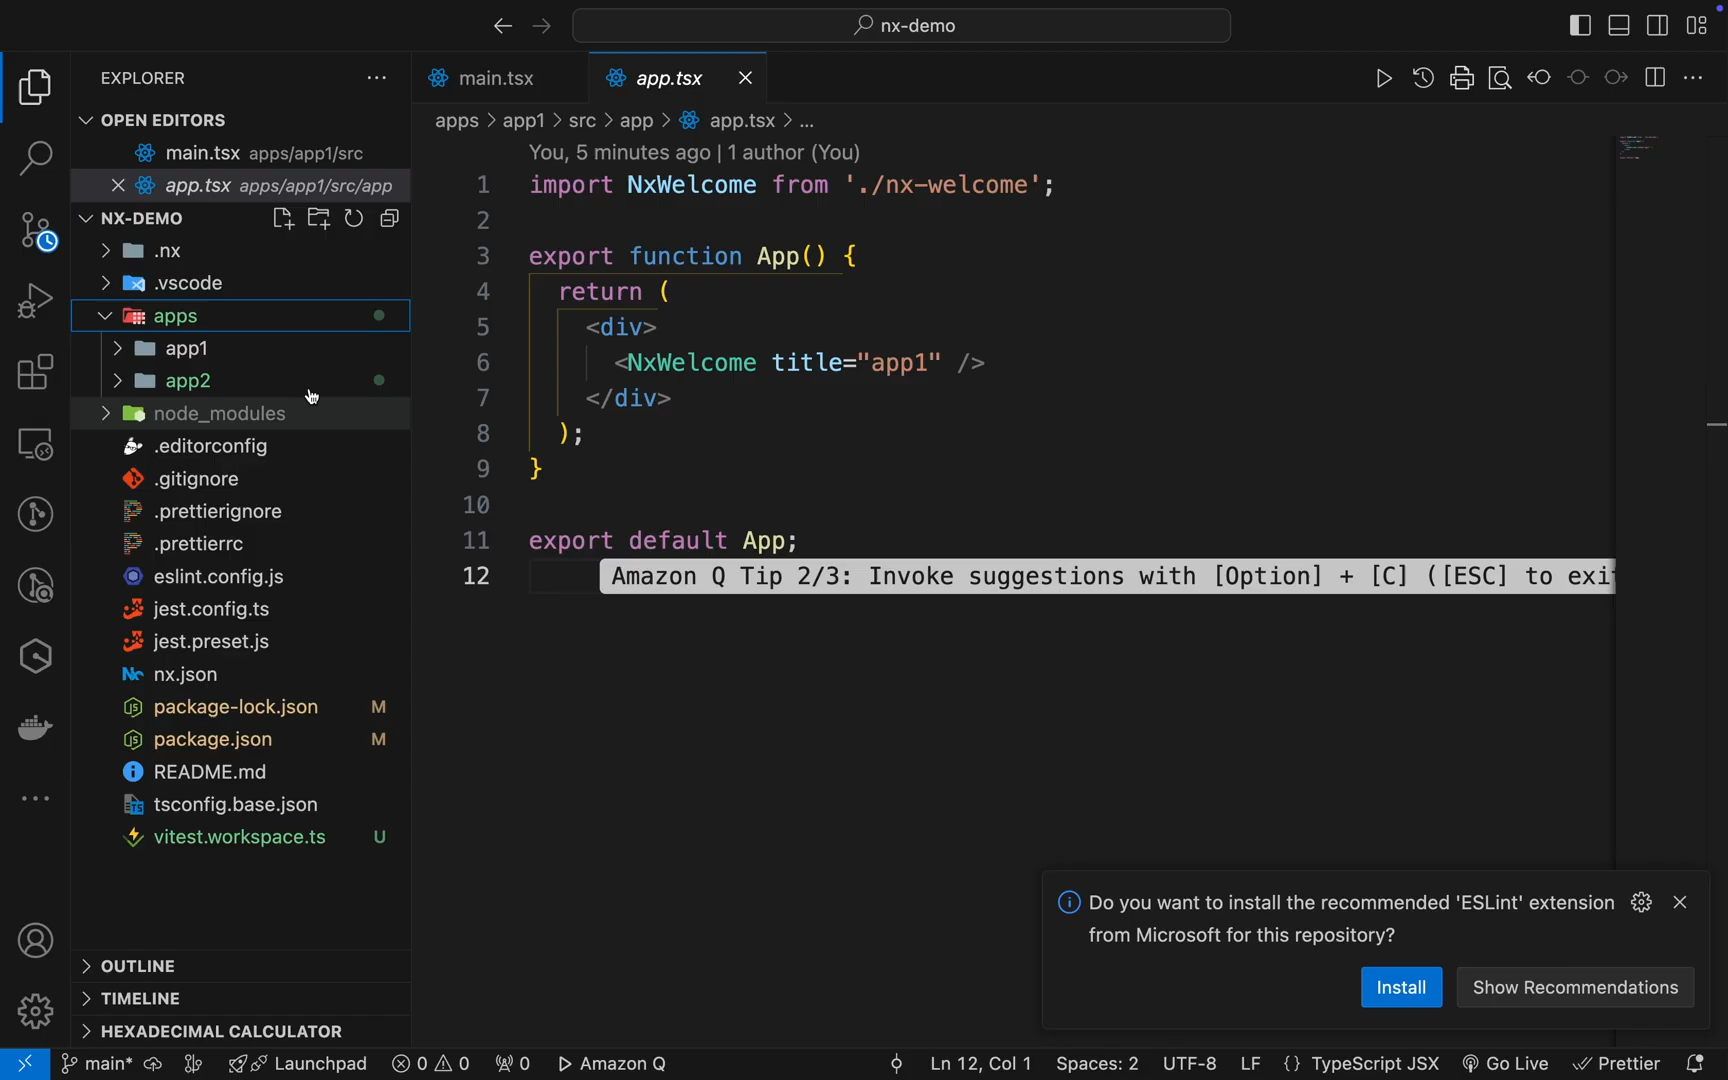 nx-demo
EXPLORER
OPEN EDITORS
main.tsx apps/app1/src
app.tsx apps/app1/src/app
NX-DEMO
.nx
.vscode
apps
app1
app2
node_modules
.editorconfig
.gitignore
.prettierignore
.prettierrc
eslint.config.js
jest.config.ts
jest.preset.js
nx.json
package-lock.json M
package.json M
README.md
tsconfig.base.json
vitest.workspace.ts U
OUTLINE
TIMELINE
HEXADECIMAL CALCULATOR
main.tsx
app.tsx
apps > app1 > src > app > app.tsx > ...
You, 5 minutes ago | 1 author (You)
1 import NxWelcome from './nx-welcome';
2
3 export function App() {
4 return (
5 <div>
6 <NxWelcome title="app1" />
7 </div>
8 );
9 }
10
11 export default App;
12 Amazon Q Tip 2/3: Invoke suggestions with [Option] + [C] ([ESC] to exi
Do you want to install the recommended 'ESLint' extension
from Microsoft for this repository?
Install
Show Recommendations
main* Launchpad 0 0 0 Amazon Q Ln 12, Col 1 Spaces: 2 UTF-8 LF {} TypeScript JSX Go Live Prettier